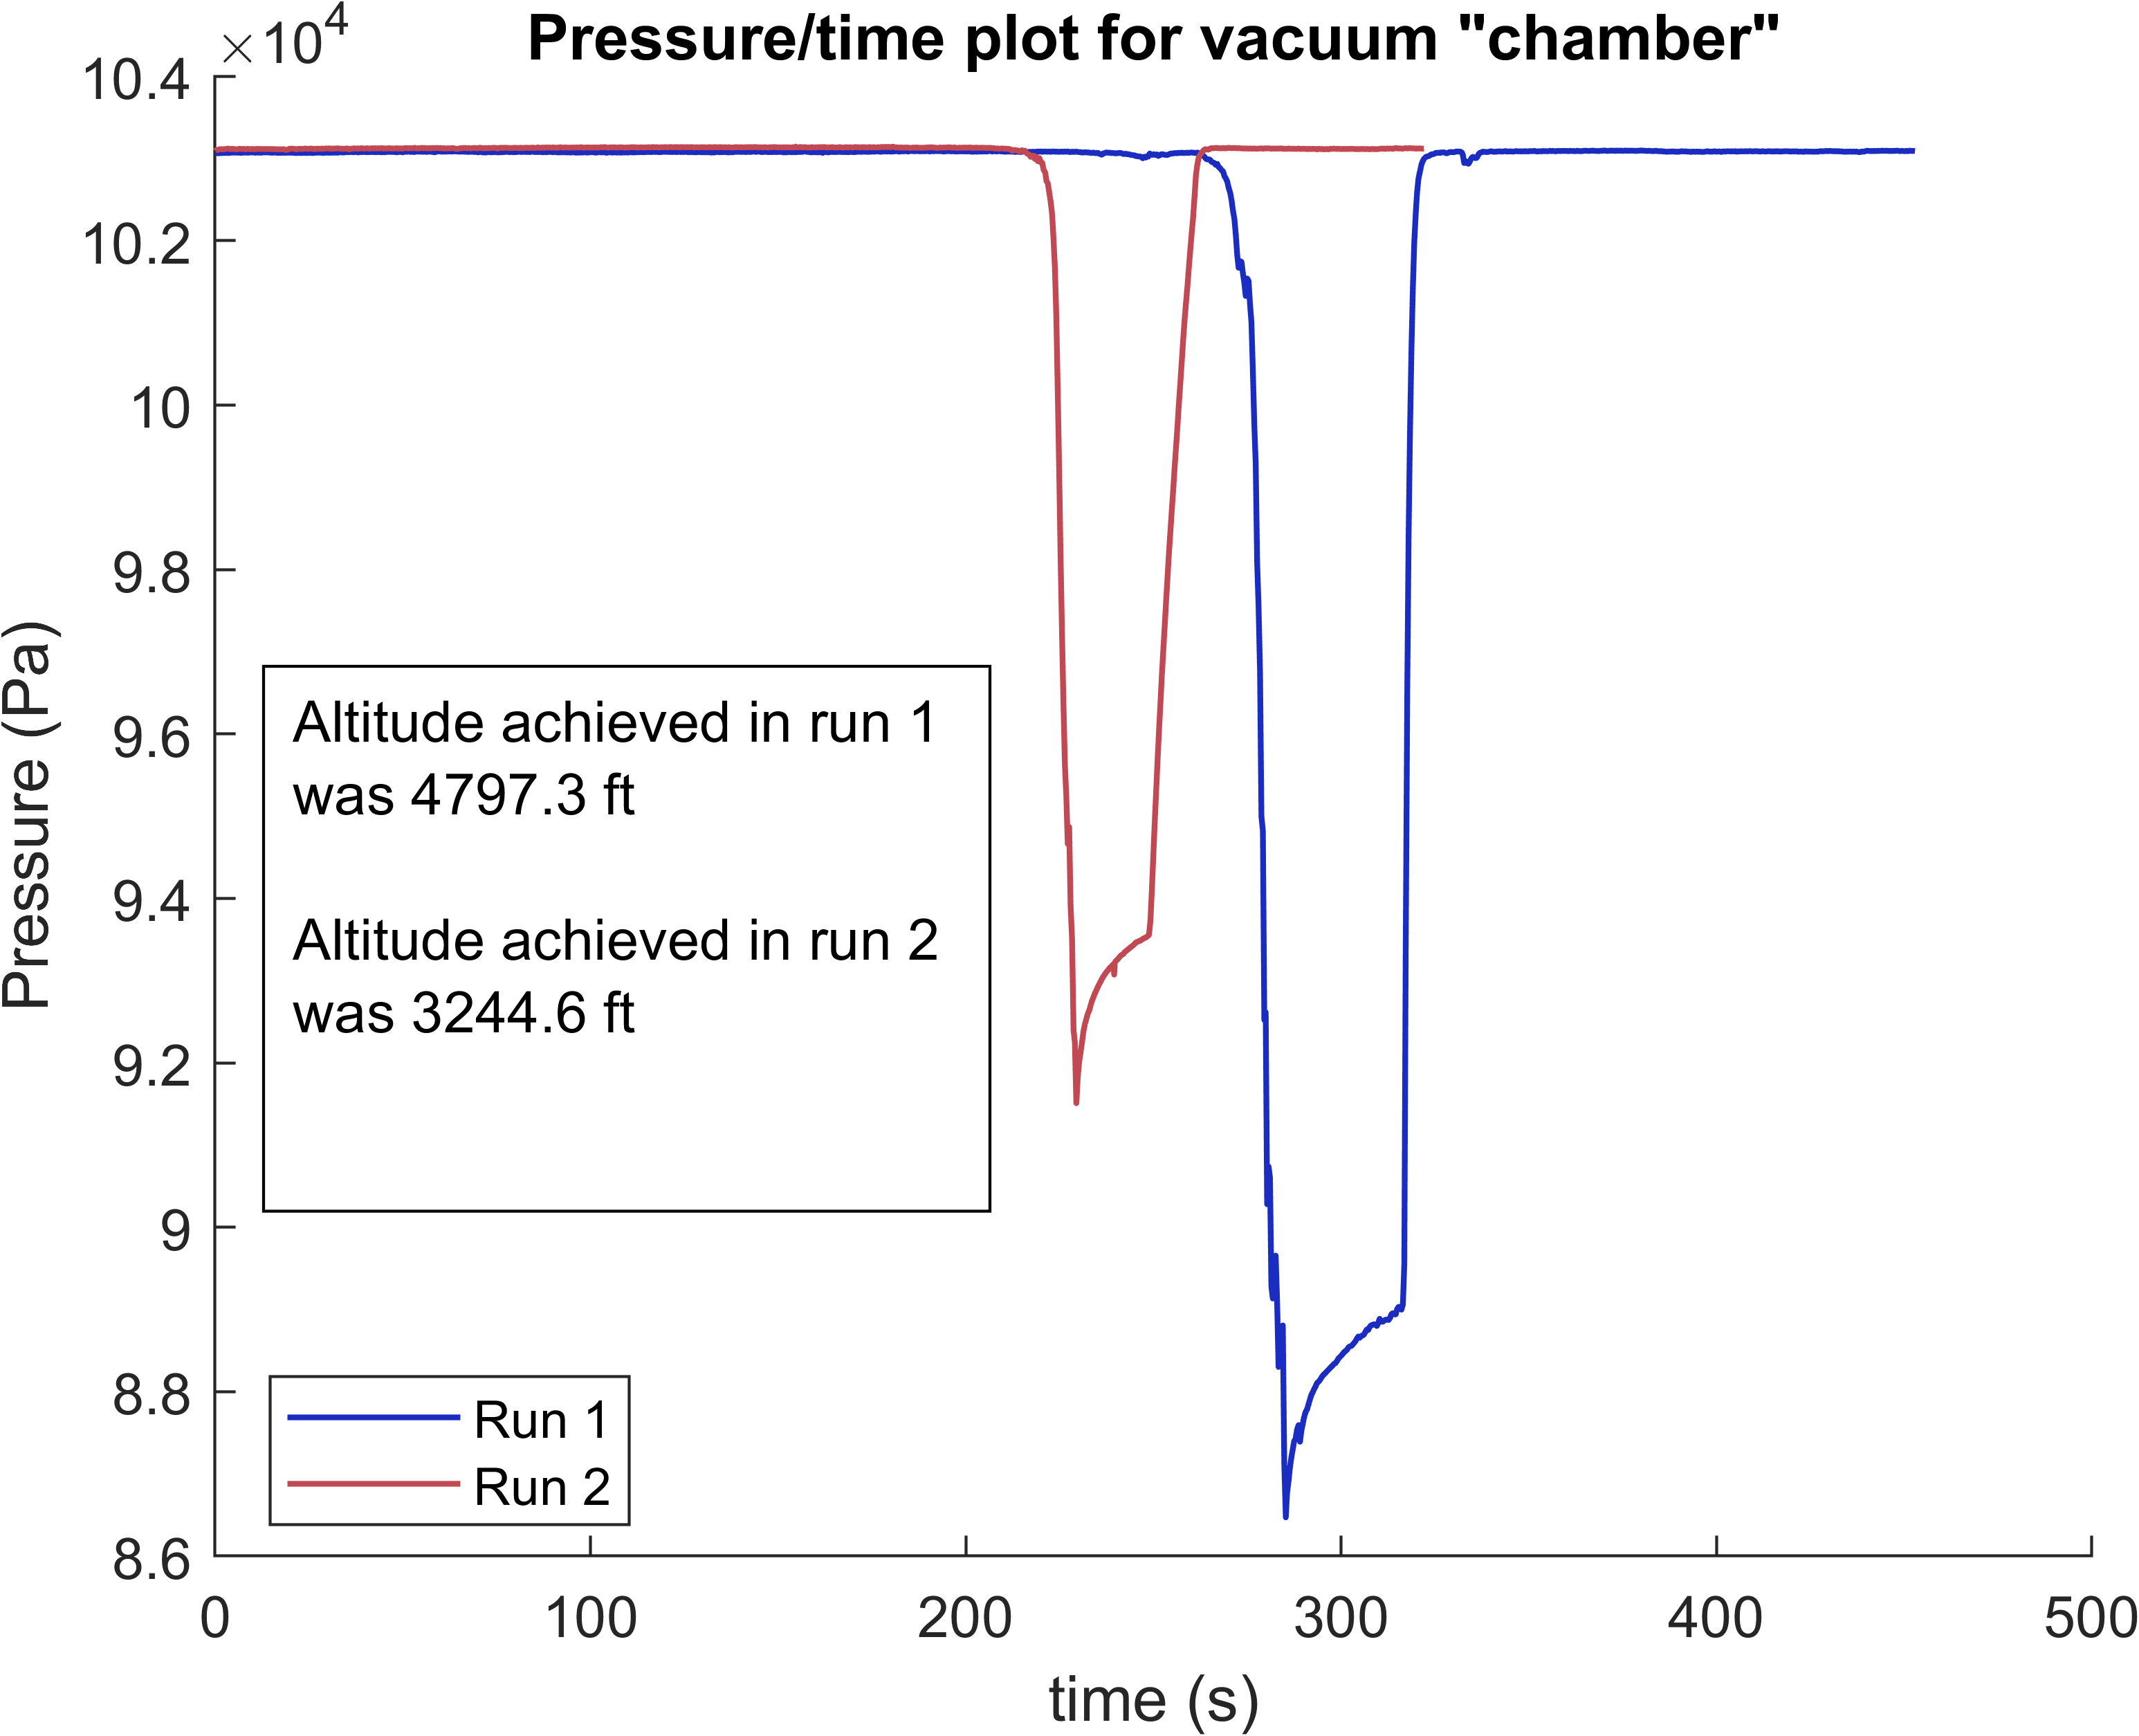 Pressure/time plot for vacuum "chamber"
×10⁴
10.4
10.2
10
9.8
9.6
9.4
9.2
9
8.8
8.6
Pressure (Pa)
Altitude achieved in run 1
was 4797.3 ft
Altitude achieved in run 2
was 3244.6 ft
Run 1
Run 2
0 100 200 300 400 500
time (s)